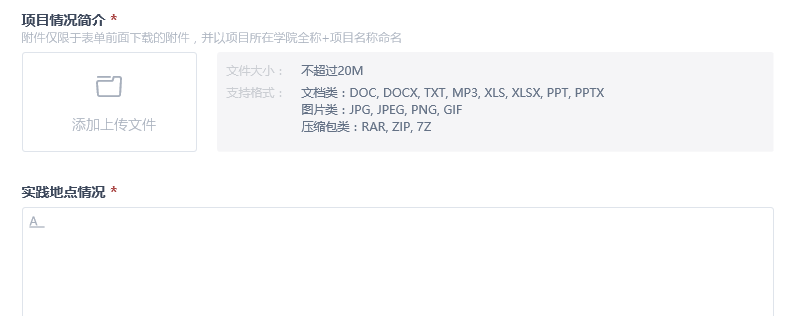 项目情况简介 *
附件仅限于表单前面下载的附件，并以项目所在学院全称+项目名称命名
添加上传文件
文件大小： 不超过20M
支持格式： 文档类：DOC, DOCX, TXT, MP3, XLS, XLSX, PPT, PPTX
图片类：JPG, JPEG, PNG, GIF
压缩包类：RAR, ZIP, 7Z
实践地点情况 *
A